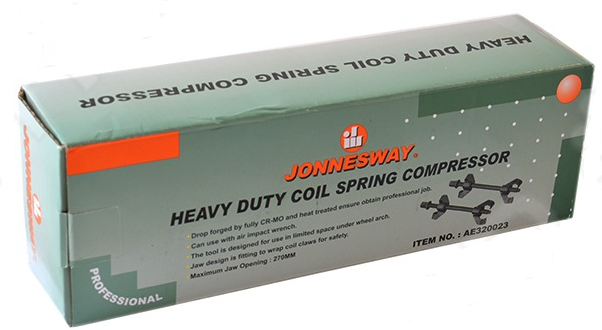 HEAVY DUTY COIL SPRING COMPRESSOR
JONNESWAY®
HEAVY DUTY COIL SPRING COMPRESSOR
Drop forged by fully CR-MO and heat treated ensure obtain professional job.
Can use with air impact wrench.
The tool is designed for use in limited space under wheel arch.
Jaw design is fitting to wrap coil claws for safety.
Maximum Jaw Opening : 270MM
ITEM NO. : AE320023
PROFESSIONAL